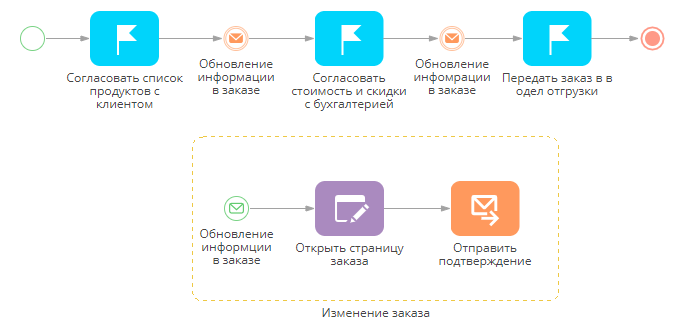 Согласовать список
продуктов с
клиентом
Обновление
информации
в заказе
Согласовать
стоимость и скидки
с бухгалтерией
Обновление
инфомрации
в заказе
Передать заказ в в
одел отгрузки
Обновление
информции
в заказе
Открыть страницу
заказа
Отправить
подтверждение
Изменение заказа